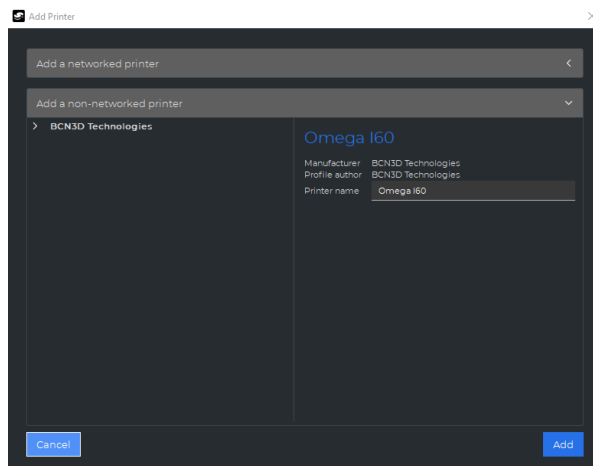 Add Printer
Add a networked printer
Add a non-networked printer
BCN3D Technologies
Omega I60
Manufacturer BCN3D Technologies
Profile author BCN3D Technologies
Printer name Omega I60
Cancel
Add